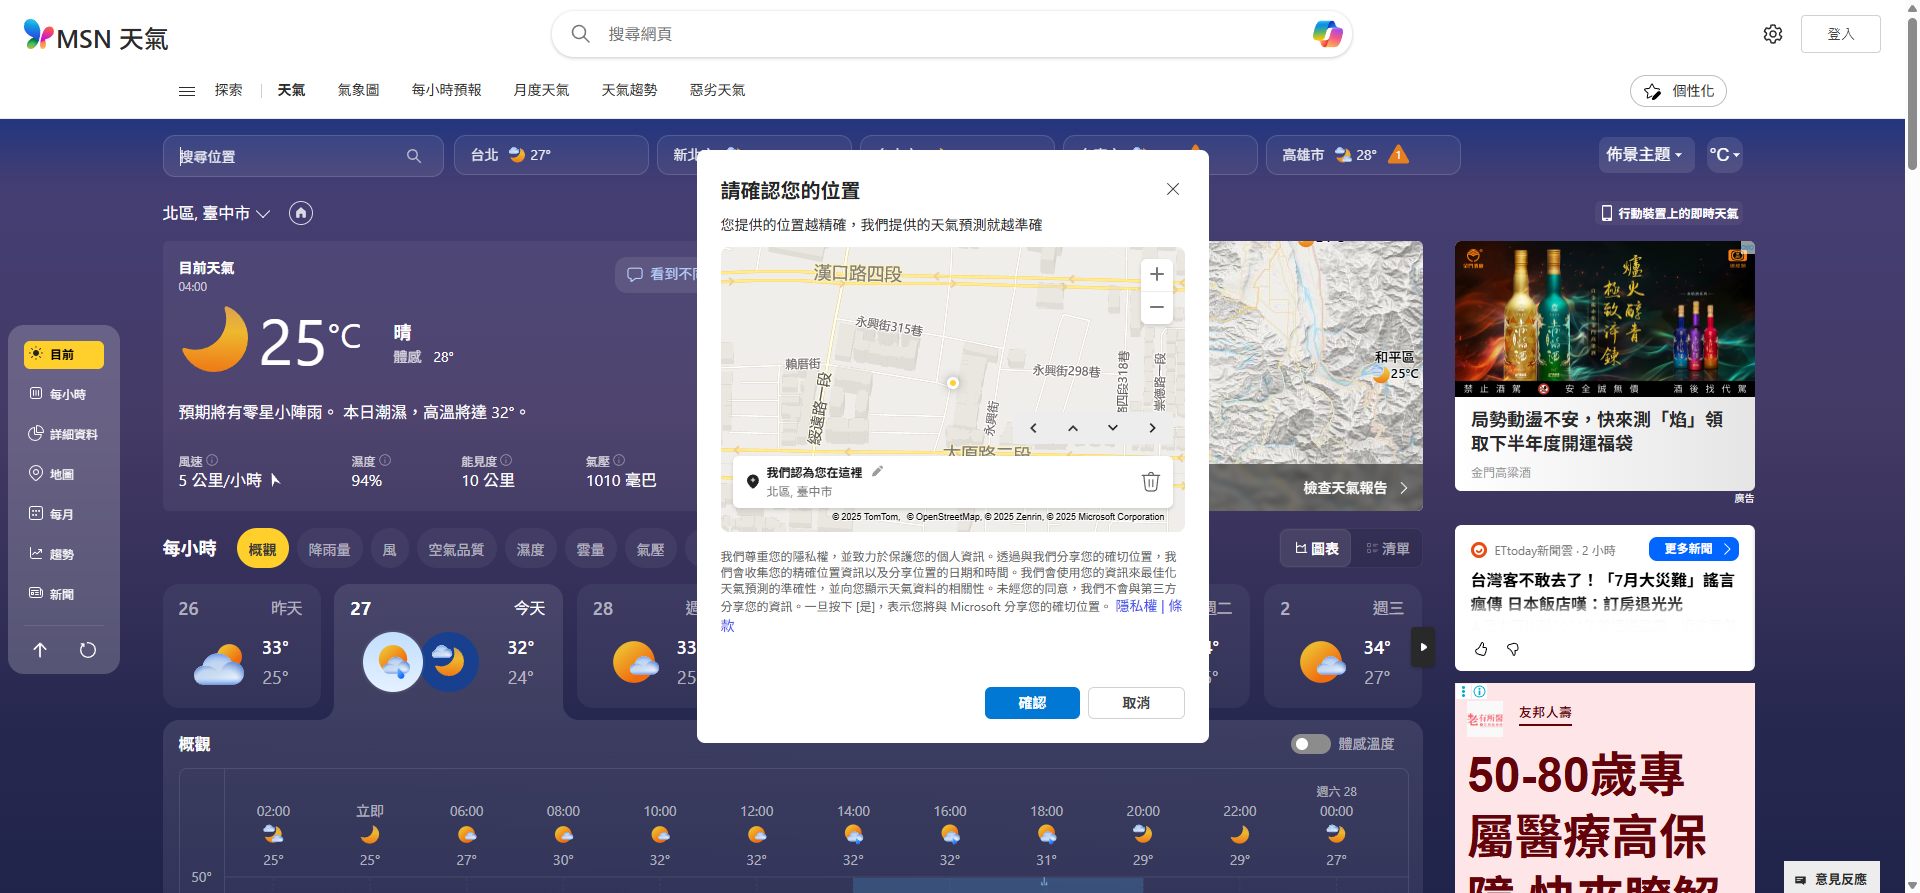 MSN 天氣
搜尋網頁
登入
探索
天氣
氣象圖
每小時預報
月度天氣
天氣趨勢
惡劣天氣
個性化
搜尋位置
台北 27°
新北
高雄市 28° 1
佈景主題
°C
北區, 臺中市
行動裝置上的即時天氣
目前天氣
04:00
看到不同
25°C
晴
體感 28°
預期將有零星小陣雨。 本日潮濕，高溫將達 32°。
風速
5 公里/小時
濕度
94%
能見度
10 公里
氣壓
1010 毫巴
目前
每小時
詳細資料
地圖
每月
趨勢
新聞
請確認您的位置
您提供的位置越精確，我們提供的天氣預測就越準確
漢口路四段
永興街315巷
賴厝街
永興街298巷
綏遠路一段
永興街
四段318巷
崇德路一段
太原路二段
我們認為您在這裡
北區, 臺中市
© 2025 TomTom, © OpenStreetMap, © 2025 Zenrin, © 2025 Microsoft Corporation
我們尊重您的隱私權，並致力於保護您的個人資訊。透過與我們分享您的確切位置，我
們會收集您的精確位置資訊以及分享位置的日期和時間。我們會使用您的資訊來最佳化
天氣預測的準確性，並向您顯示天氣資料的相關性。未經您的同意，我們不會與第三方
分享您的資訊。一旦按下 [是]，表示您將與 Microsoft 分享您的確切位置。 隱私權 | 條
款
確認
取消
和平區
25°C
檢查天氣報告
每小時
概觀
降雨量
風
空氣品質
濕度
雲量
氣壓
圖表
清單
26 昨天
33°
25°
27 今天
32°
24°
28 週
33
25
週二
4°
5°
2 週三
34°
27°
概觀
體感溫度
週六 28
02:00 立即 06:00 08:00 10:00 12:00 14:00 16:00 18:00 20:00 22:00 00:00
25° 25° 27° 30° 32° 32° 32° 32° 31° 29° 29° 27°
50°
爐火醇青
極致淬鍊
禁止酒駕 安全誠無價 酒後找代駕
局勢動盪不安，快來測「焰」領
取下半年度開運福袋
金門高粱酒
廣告
ETtoday新聞雲 · 2 小時
更多新聞
台灣客不敢去了！「7月大災難」謠言
瘋傳 日本飯店嘆：訂房退光光
老有所醫
友邦人壽
50-80歲專
屬醫療高保
障 快來瞭解
意見反應